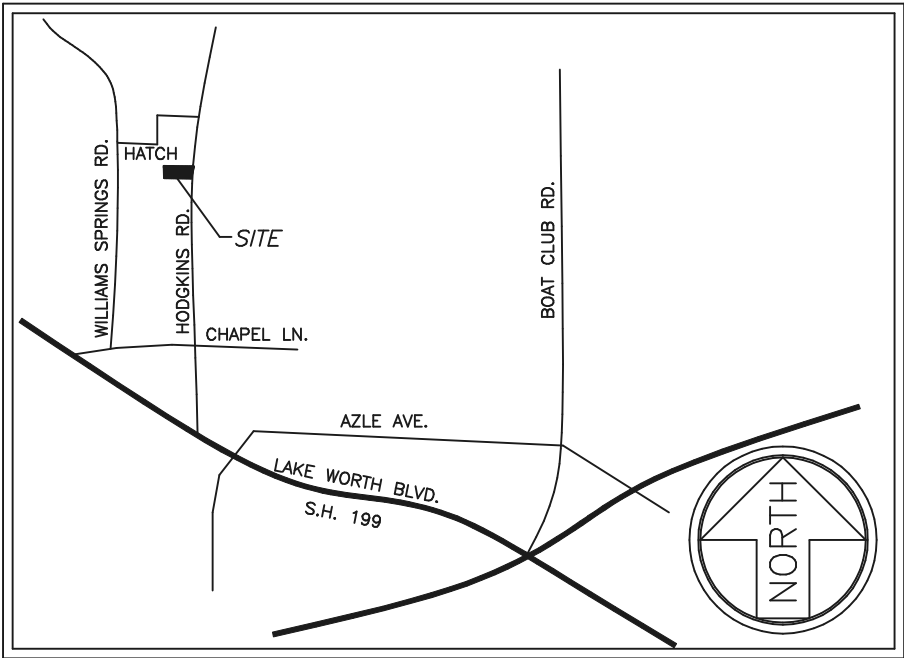 HATCH
WILLIAMS SPRINGS RD.
HODGKINS RD.
SITE
BOAT CLUB RD.
CHAPEL LN.
AZLE AVE.
LAKE WORTH BLVD.
S.H. 199
NORTH